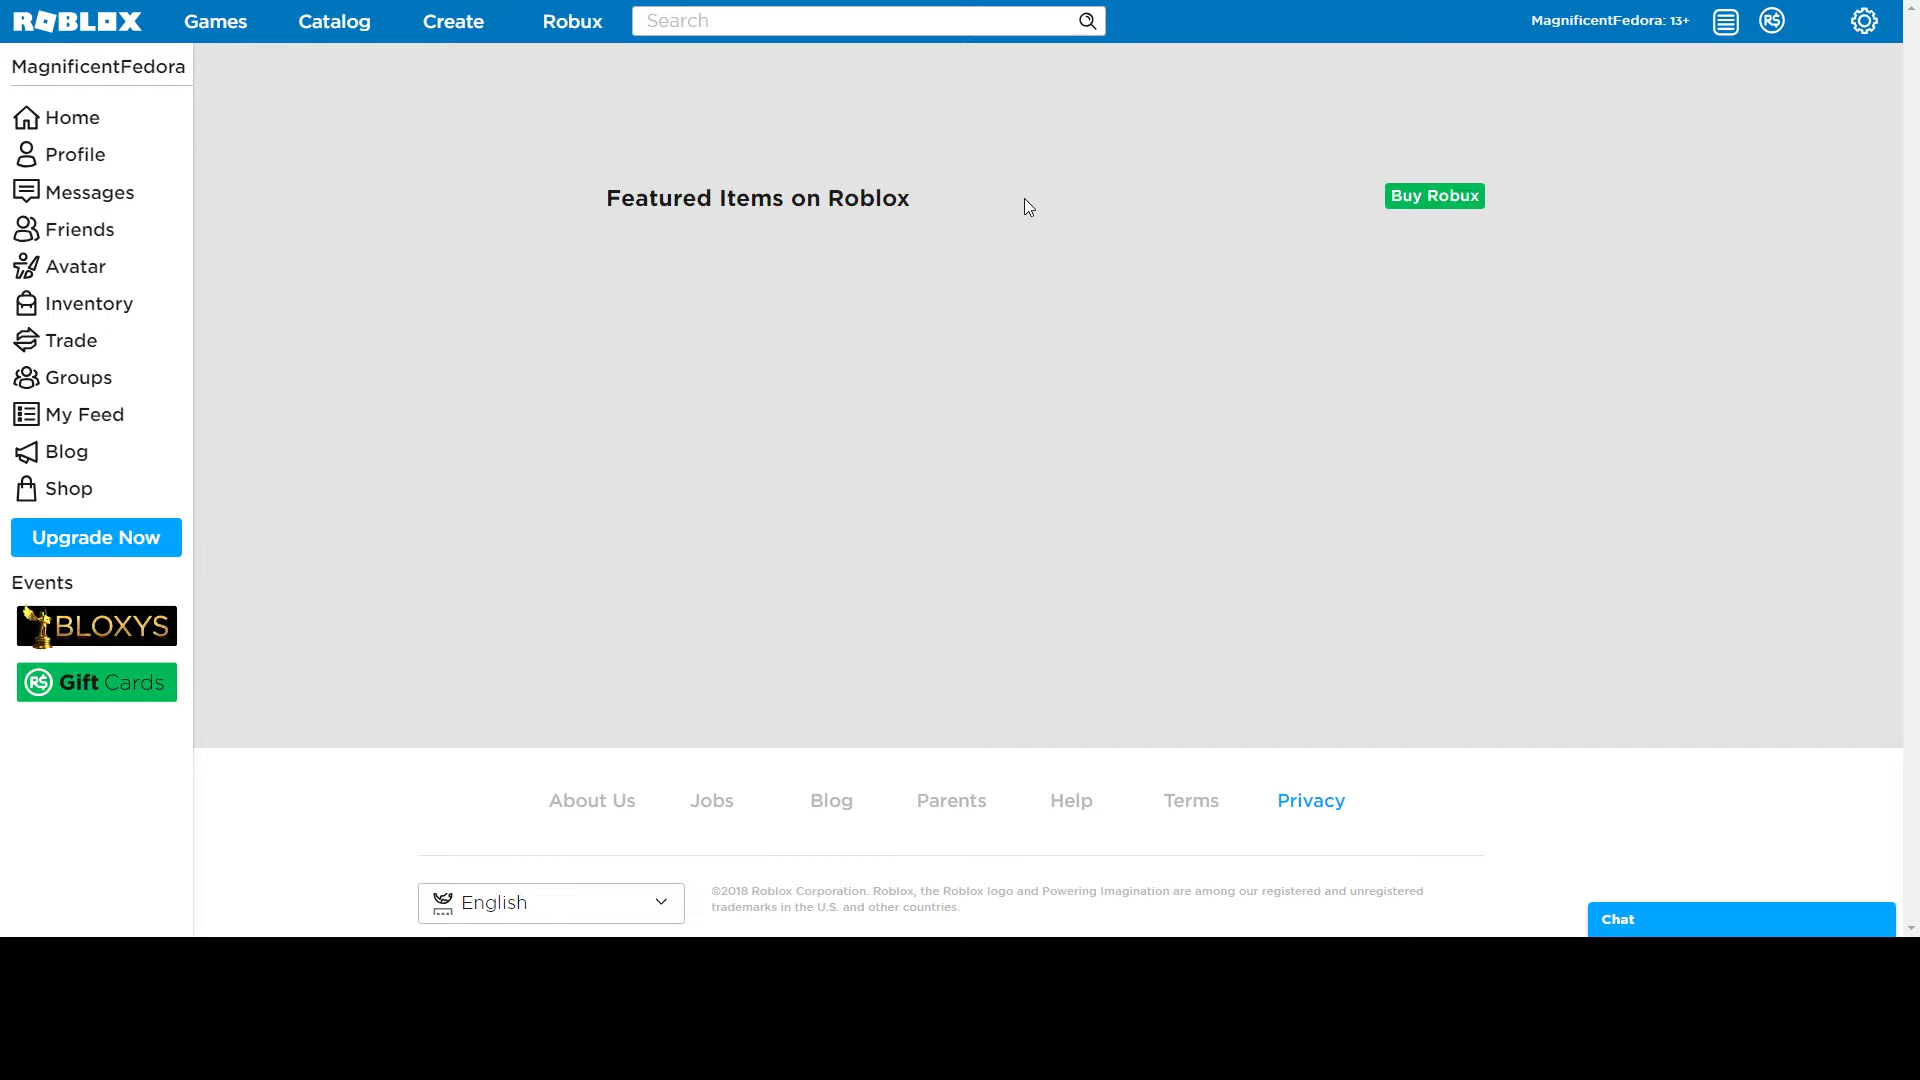 ROBLOX Games Catalog Create Robux Search MagnificentFedora: 13+
MagnificentFedora
Home
Profile
Messages
Friends
Avatar
Inventory
Trade
Groups
My Feed
Blog
Shop
Upgrade Now
Events
BLOXYS
R$ Gift Cards
Featured Items on Roblox
Buy Robux
About Us Jobs Blog Parents Help Terms Privacy
English
©2018 Roblox Corporation. Roblox, the Roblox logo and Powering Imagination are among our registered and unregistered
trademarks in the U.S. and other countries.
Chat